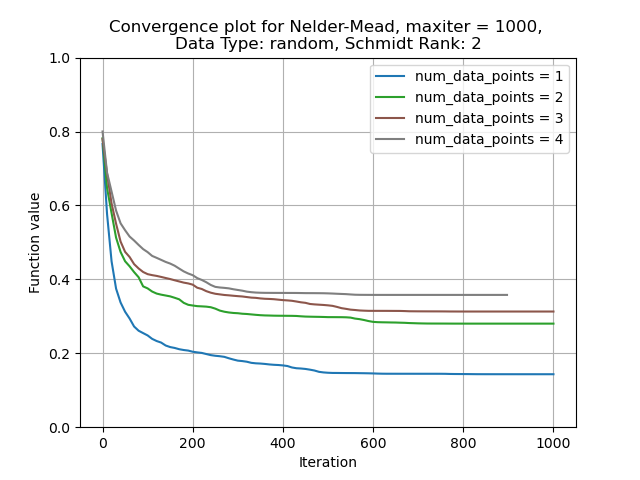 Convergence plot for Nelder-Mead, maxiter = 1000,
Data Type: random, Schmidt Rank: 2
num_data_points = 1
num_data_points = 2
num_data_points = 3
num_data_points = 4
Function value
1.0
0.8
0.6
0.4
0.2
0.0
0 200 400 600 800 1000
Iteration